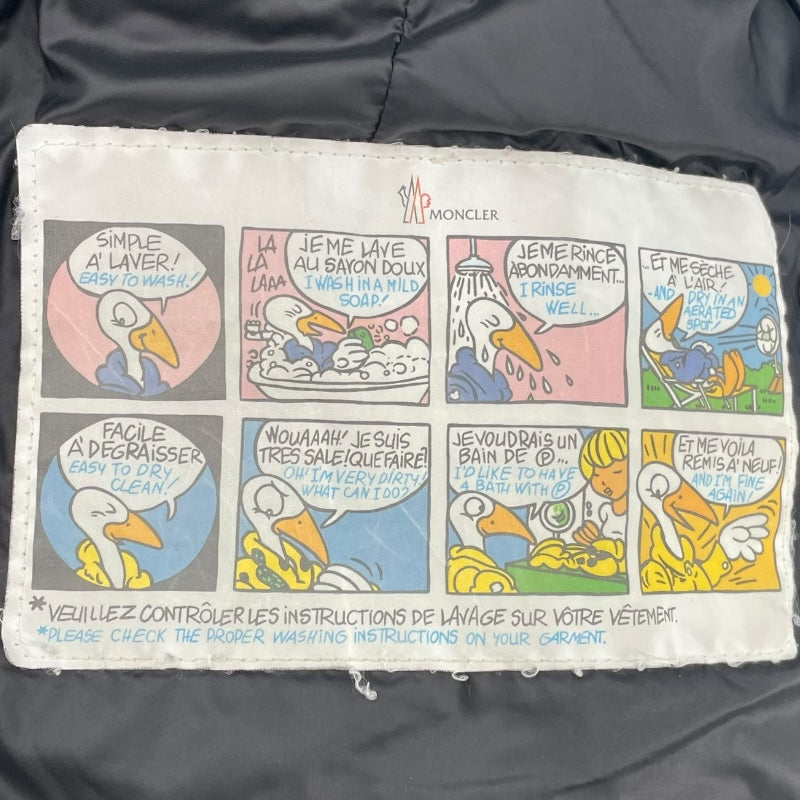 MONCLER
SIMPLE
A' LAVER!
EASY TO WASH!
LA
LA
LAAA
JE ME LAVE
AU SAVON DOUX
I WASH IN A MILD
SOAP!
JE ME RINCE
ABONDAMMENT...
I RINSE
WELL...
...ET ME SÈCHE
A' L'AIR!
-AND DRY IN AN
AERATED
SPOT!
FACILE
A' DEGRAISSER
EASY TO DRY
CLEAN!
WOUAAAH! JE SUIS
TRES SALE! QUE FAIRE?
OH! I'M VERY DIRTY!
WHAT CAN I DO?
JE VOUDRAIS UN
BAIN DE Ⓟ...
I'D LIKE TO HAVE
A BATH WITH Ⓟ
ET ME VOILA
REMIS A' NEUF!
AND I'M FINE
AGAIN!
*VEUILLEZ CONTRÔLER LES INSTRUCTIONS DE LAVAGE SUR VÔTRE VÊTEMENT.
*PLEASE CHECK THE PROPER WASHING INSTRUCTIONS ON YOUR GARMENT.